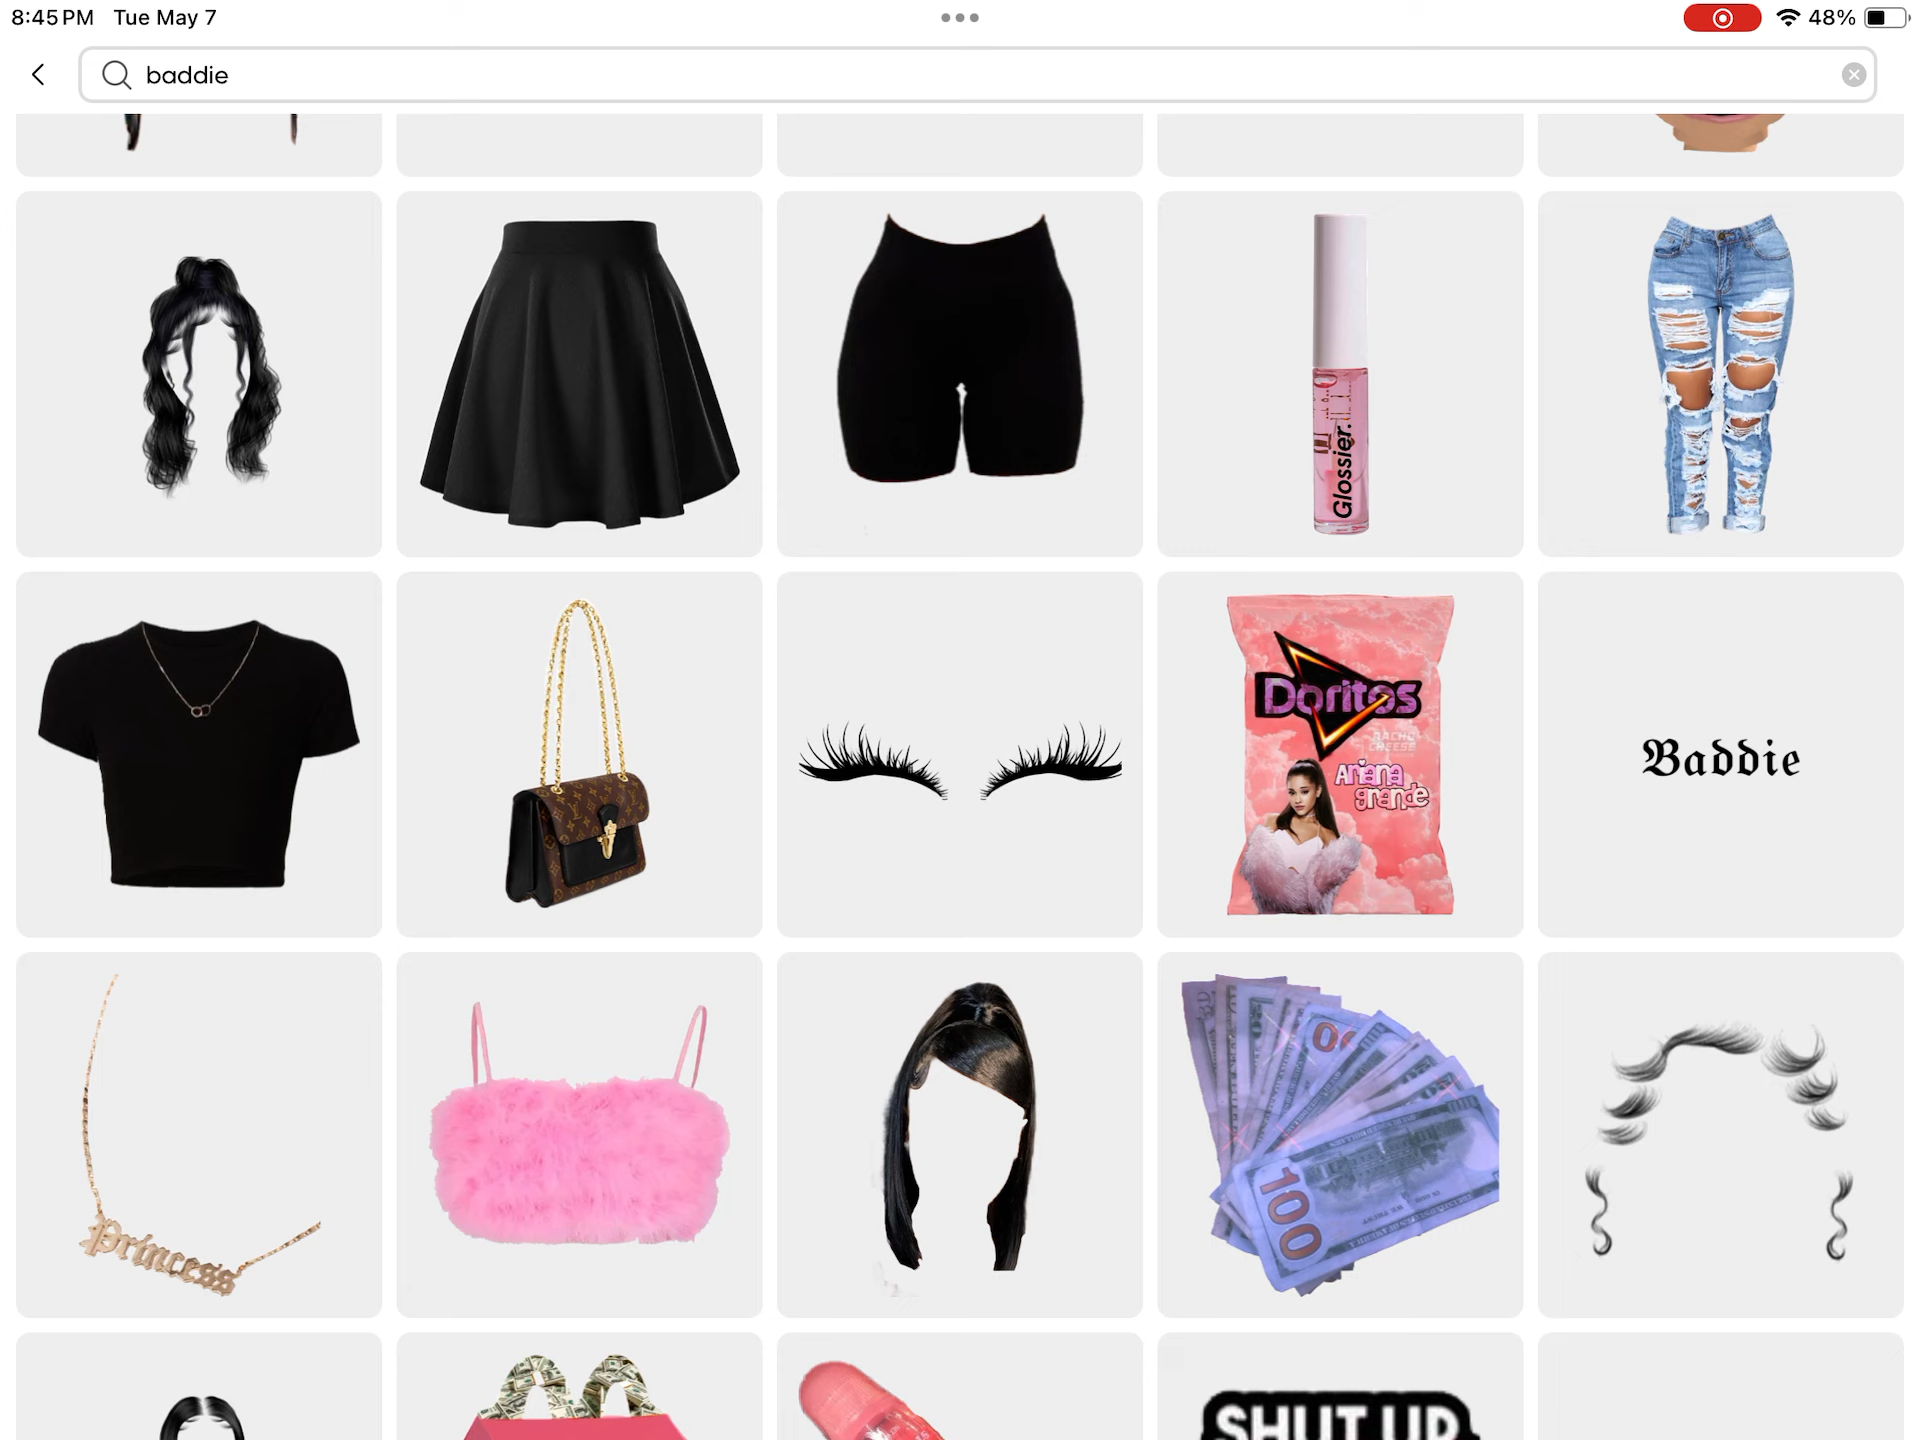 8:45 PM Tue May 7
48%
baddie
Glossier.
Doritos
NACHO
CHEESE
Ariana
grande
Baddie
Princess
100
SHUT UP